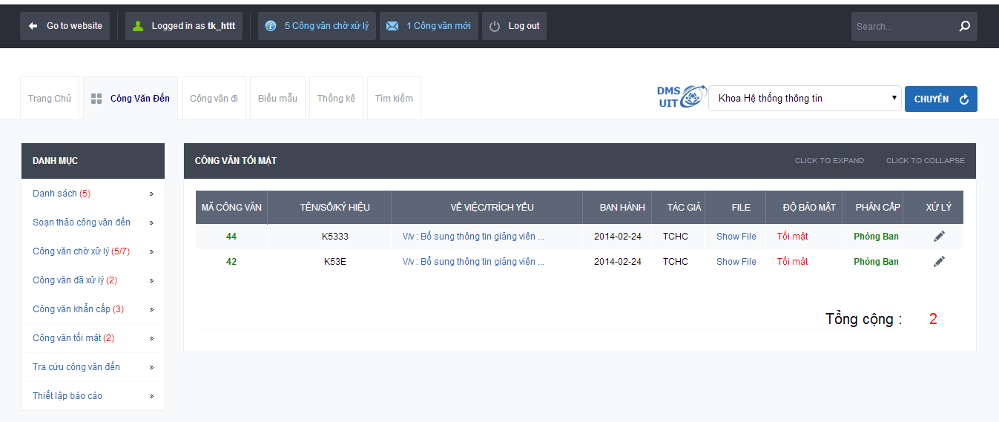 Go to website Logged in as tk_httt 5 Công văn chờ xử lý 1 Công văn mới Log out Search...
Trang Chủ Công Văn Đến Công văn đi Biểu mẫu Thống kê Tìm kiếm DMS UIT Khoa Hệ thống thông tin CHUYỂN
DANH MỤC
Danh sách (5) »
Soạn thảo công văn đến »
Công văn chờ xử lý (5/7) »
Công văn đã xử lý (2) »
Công văn khẩn cấp (3) »
Công văn tối mật (2) »
Tra cứu công văn đến »
Thiết lập báo cáo »
CÔNG VĂN TỐI MẬT CLICK TO EXPAND CLICK TO COLLAPSE
MÃ CÔNG VĂN TÊN/SỐ/KÝ HIỆU VỀ VIỆC/TRÍCH YẾU BAN HÀNH TÁC GIẢ FILE ĐỘ BẢO MẬT PHÂN CẤP XỬ LÝ
44 K5333 V/v : Bổ sung thông tin giảng viên ... 2014-02-24 TCHC Show File Tối mật Phòng Ban
42 K53E V/v : Bổ sung thông tin giảng viên ... 2014-02-24 TCHC Show File Tối mật Phòng Ban
Tổng cộng : 2